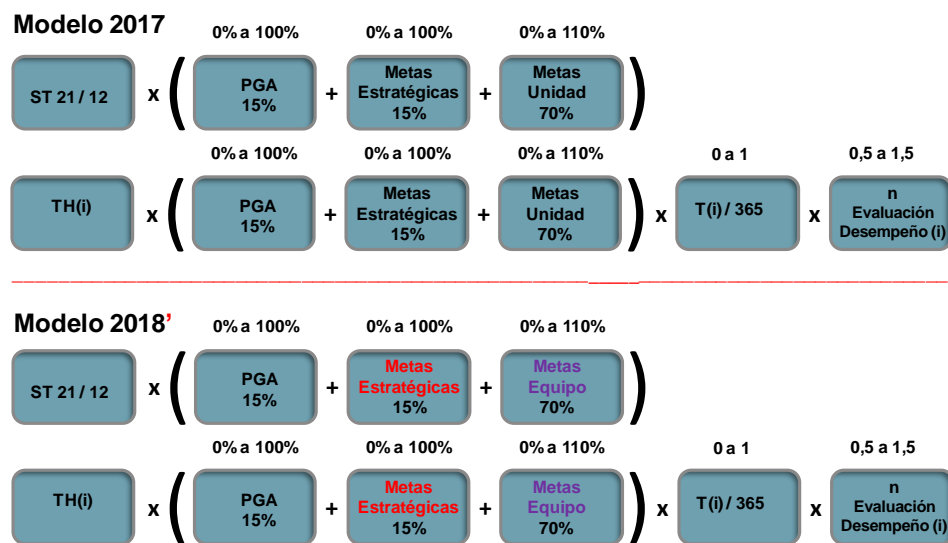 Modelo 2017
0% a 100% 0% a 100% 0% a 110%
ST 21 / 12 x ( PGA 15% + Metas Estratégicas 15% + Metas Unidad 70% )
0% a 100% 0% a 100% 0% a 110% 0 a 1 0,5 a 1,5
TH(i) x ( PGA 15% + Metas Estratégicas 15% + Metas Unidad 70% ) x T(i) / 365 x n Evaluación Desempeño (i)
Modelo 2018'
0% a 100% 0% a 100% 0% a 110%
ST 21 / 12 x ( PGA 15% + Metas Estratégicas 15% + Metas Equipo 70% )
0% a 100% 0% a 100% 0% a 110% 0 a 1 0,5 a 1,5
TH(i) x ( PGA 15% + Metas Estratégicas 15% + Metas Equipo 70% ) x T(i) / 365 x n Evaluación Desempeño (i)